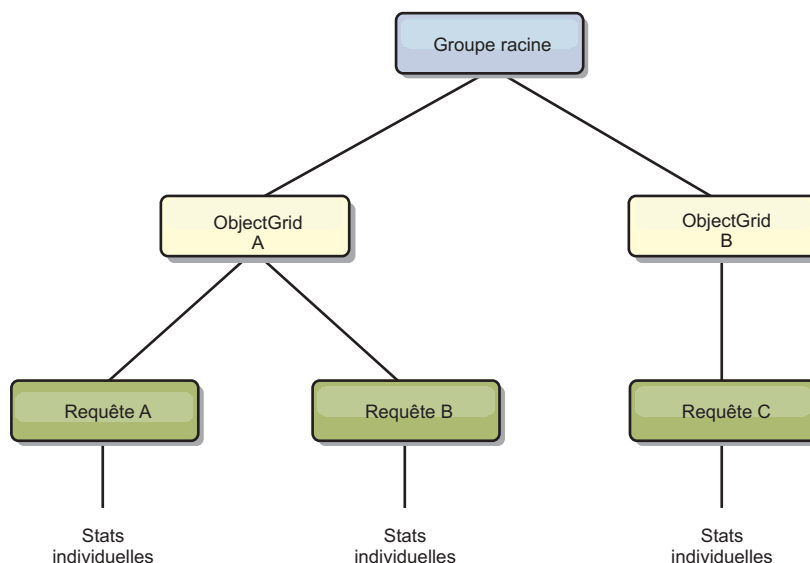 Groupe racine
ObjectGrid
A
ObjectGrid
B
Requête A
Requête B
Requête C
Stats
individuelles
Stats
individuelles
Stats
individuelles